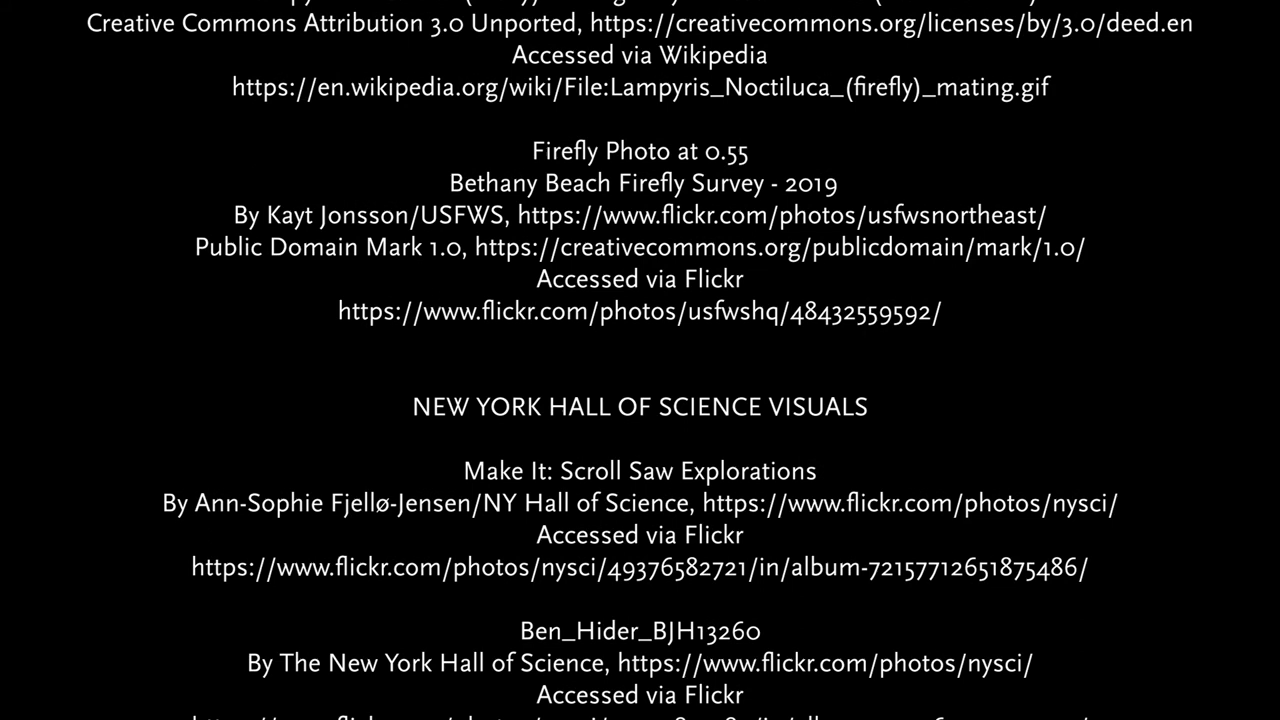 Creative Commons Attribution 3.0 Unported, https://creativecommons.org/licenses/by/3.0/deed.en
Accessed via Wikipedia
https://en.wikipedia.org/wiki/File:Lampyris_Noctiluca_(firefly)_mating.gif
Firefly Photo at 0.55
Bethany Beach Firefly Survey - 2019
By Kayt Jonsson/USFWS, https://www.flickr.com/photos/usfwsnortheast/
Public Domain Mark 1.0, https://creativecommons.org/publicdomain/mark/1.0/
Accessed via Flickr
https://www.flickr.com/photos/usfwshq/48432559592/
NEW YORK HALL OF SCIENCE VISUALS
Make It: Scroll Saw Explorations
By Ann-Sophie Fjellø-Jensen/NY Hall of Science, https://www.flickr.com/photos/nysci/
Accessed via Flickr
https://www.flickr.com/photos/nysci/49376582721/in/album-72157712651875486/
Ben_Hider_BJH13260
By The New York Hall of Science, https://www.flickr.com/photos/nysci/
Accessed via Flickr